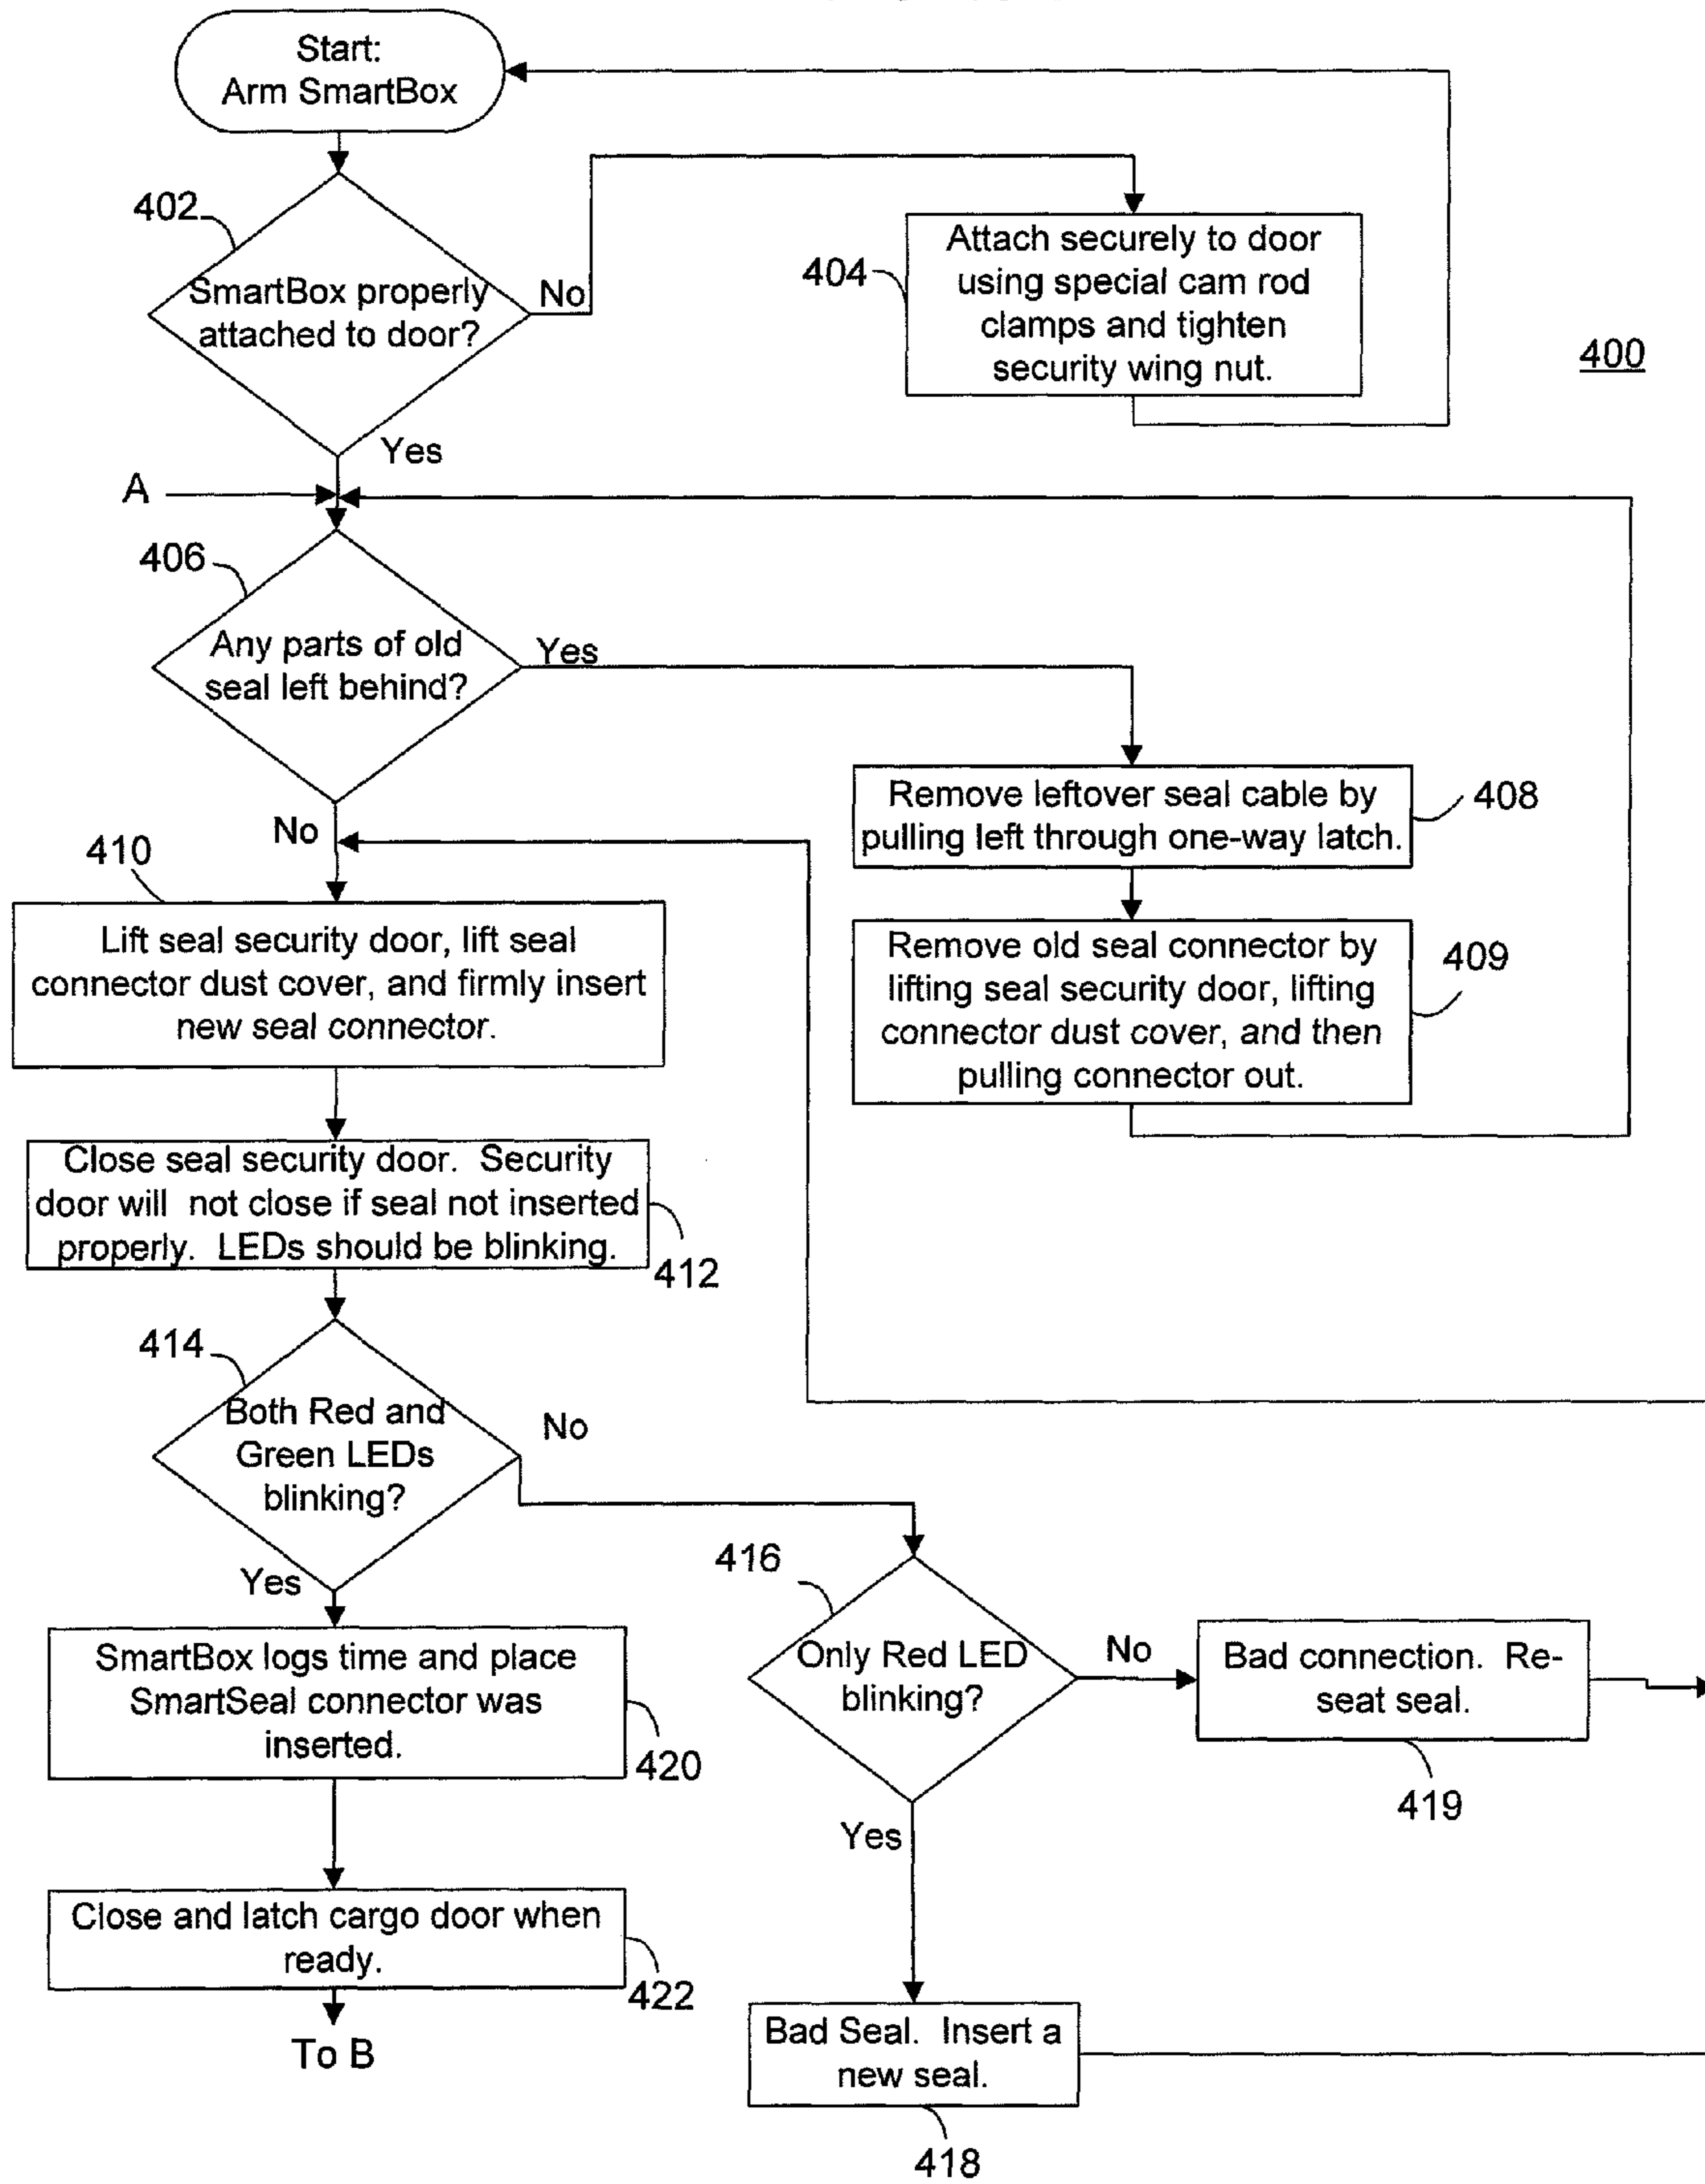 Start:
Arm SmartBox
402
SmartBox properly
attached to door?
No
404
Attach securely to door
using special cam rod
clamps and tighten
security wing nut.
400
Yes
A
406
Any parts of old
seal left behind?
Yes
Remove leftover seal cable by
pulling left through one-way latch.
408
No
410
Lift seal security door, lift seal
connector dust cover, and firmly insert
new seal connector.
Remove old seal connector by
lifting seal security door, lifting
connector dust cover, and then
pulling connector out.
409
Close seal security door. Security
door will not close if seal not inserted
properly. LEDs should be blinking.
412
414
Both Red and
Green LEDs
blinking?
No
Yes
416
Only Red LED
blinking?
No
Bad connection. Re-
seat seal.
419
SmartBox logs time and place
SmartSeal connector was
inserted.
420
Yes
Close and latch cargo door when
ready.
422
To B
Bad Seal. Insert a
new seal.
418